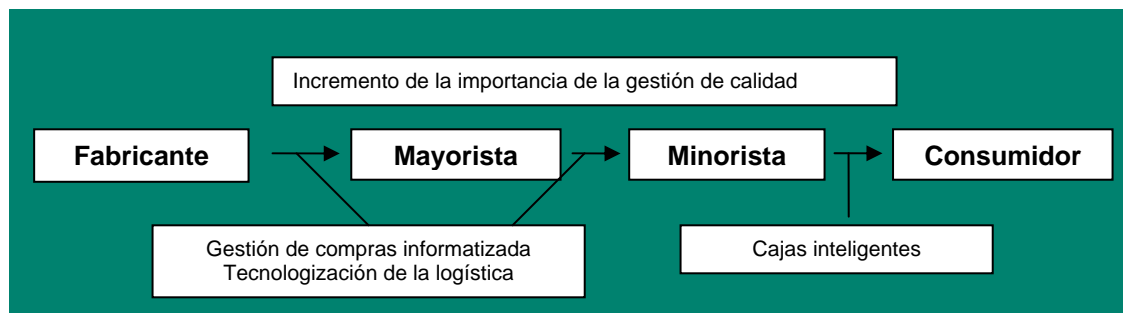 Incremento de la importancia de la gestión de calidad
Fabricante
Mayorista
Minorista
Consumidor
Gestión de compras informatizada
Tecnologización de la logística
Cajas inteligentes